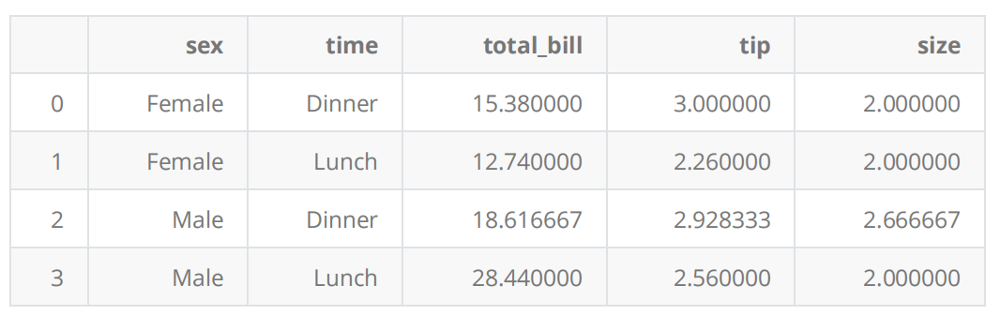 sex time total_bill tip size
0 Female Dinner 15.380000 3.000000 2.000000
1 Female Lunch 12.740000 2.260000 2.000000
2 Male Dinner 18.616667 2.928333 2.666667
3 Male Lunch 28.440000 2.560000 2.000000